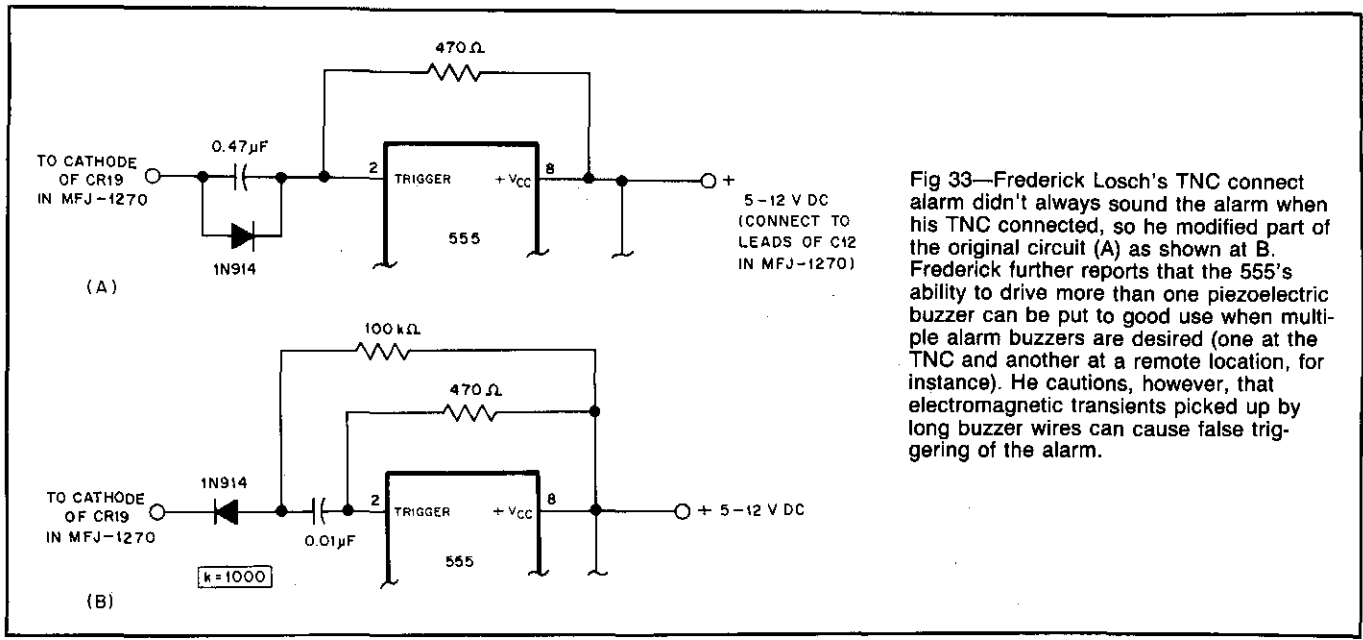 470 Ω
0.47 µF
TO CATHODE
OF CR19
IN MFJ-1270
2
TRIGGER
+ VCC
8
555
1N914
+
5-12 V DC
(CONNECT TO
LEADS OF C12
IN MFJ-1270)
(A)
100 kΩ
470 Ω
TO CATHODE
OF CR19
IN MFJ-1270
1N914
0.01 µF
2
TRIGGER
+ VCC
8
555
+ 5-12 V DC
k = 1000
(B)
Fig 33—Frederick Losch's TNC connect
alarm didn't always sound the alarm when
his TNC connected, so he modified part of
the original circuit (A) as shown at B.
Frederick further reports that the 555's
ability to drive more than one piezoelectric
buzzer can be put to good use when multi-
ple alarm buzzers are desired (one at the
TNC and another at a remote location, for
instance). He cautions, however, that
electromagnetic transients picked up by
long buzzer wires can cause false trig-
gering of the alarm.